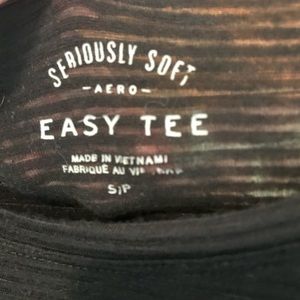 SERIOUSLY SOFT
-AERO-
EASY TEE
MADE IN VIETNAM
FABRIQUE AU
S/P